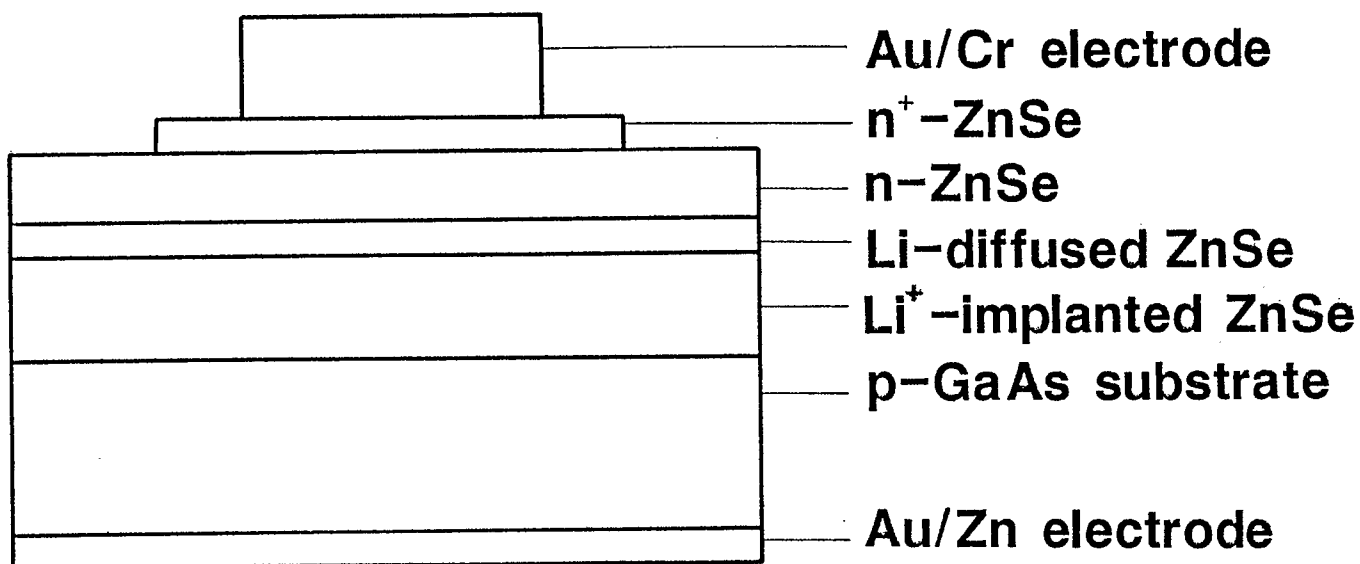 Au/Cr electrode
n⁺-ZnSe
n-ZnSe
Li-diffused ZnSe
Li⁺-implanted ZnSe
p-GaAs substrate
Au/Zn electrode